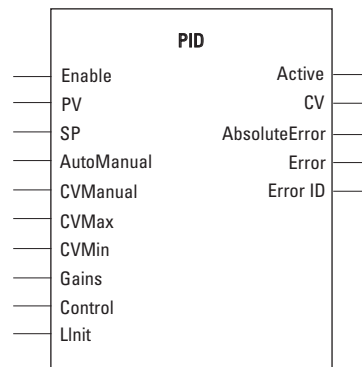 PID
Enable
PV
SP
AutoManual
CVManual
CVMax
CVMin
Gains
Control
LInit
Active
CV
AbsoluteError
Error
Error ID